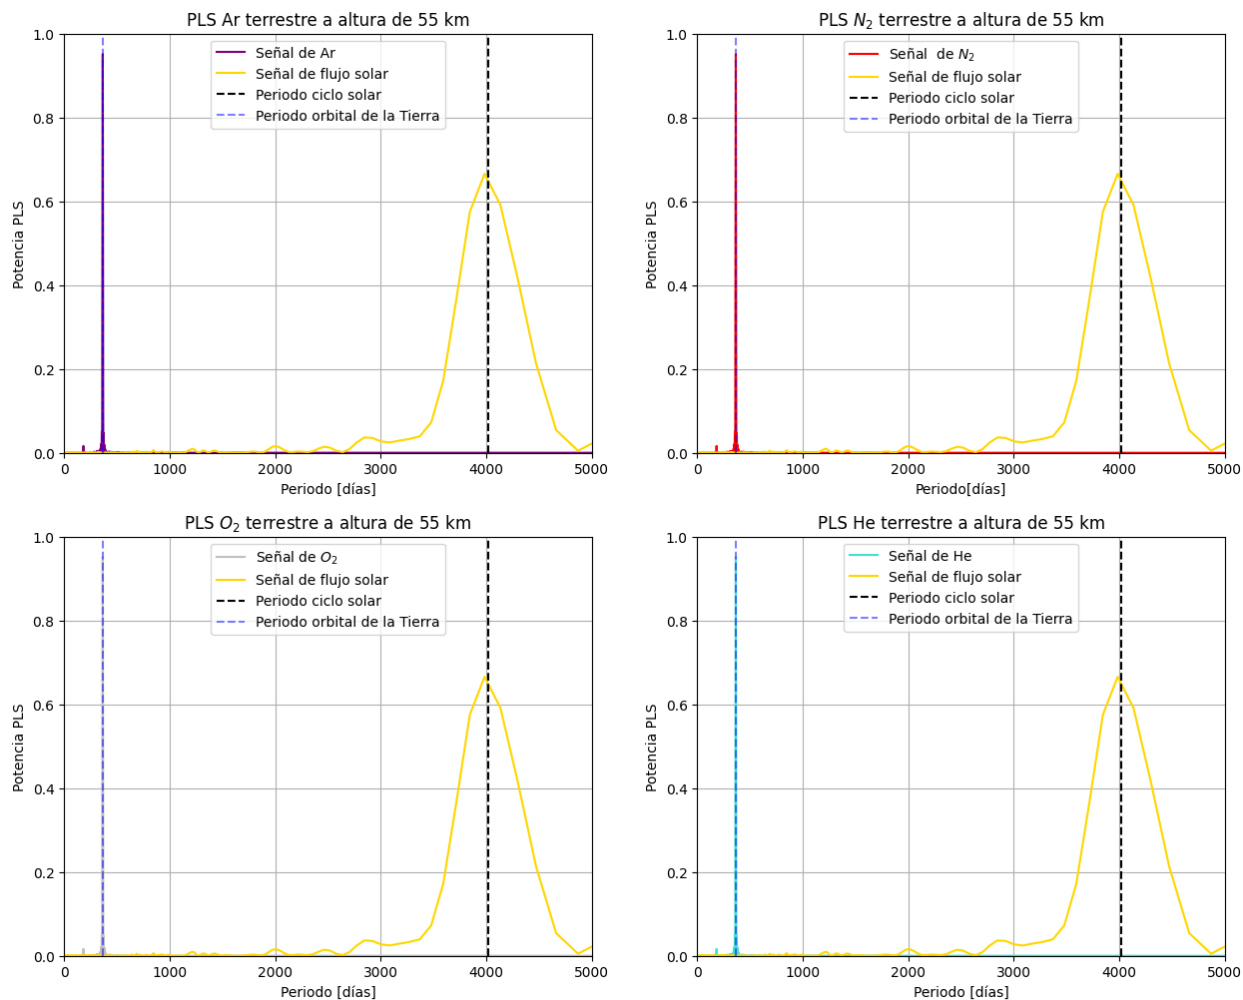 PLS Ar terrestre a altura de 55 km
Señal de Ar
Señal de flujo solar
Periodo ciclo solar
Periodo orbital de la Tierra
Potencia PLS
1.0
0.8
0.6
0.4
0.2
0.0
0 1000 2000 3000 4000 5000
Periodo [días]
PLS N₂ terrestre a altura de 55 km
Señal de N₂
Señal de flujo solar
Periodo ciclo solar
Periodo orbital de la Tierra
Potencia PLS
1.0
0.8
0.6
0.4
0.2
0.0
0 1000 2000 3000 4000 5000
Periodo[días]
PLS O₂ terrestre a altura de 55 km
Señal de O₂
Señal de flujo solar
Periodo ciclo solar
Periodo orbital de la Tierra
Potencia PLS
1.0
0.8
0.6
0.4
0.2
0.0
0 1000 2000 3000 4000 5000
Periodo [días]
PLS He terrestre a altura de 55 km
Señal de He
Señal de flujo solar
Periodo ciclo solar
Periodo orbital de la Tierra
Potencia PLS
1.0
0.8
0.6
0.4
0.2
0.0
0 1000 2000 3000 4000 5000
Periodo [días]